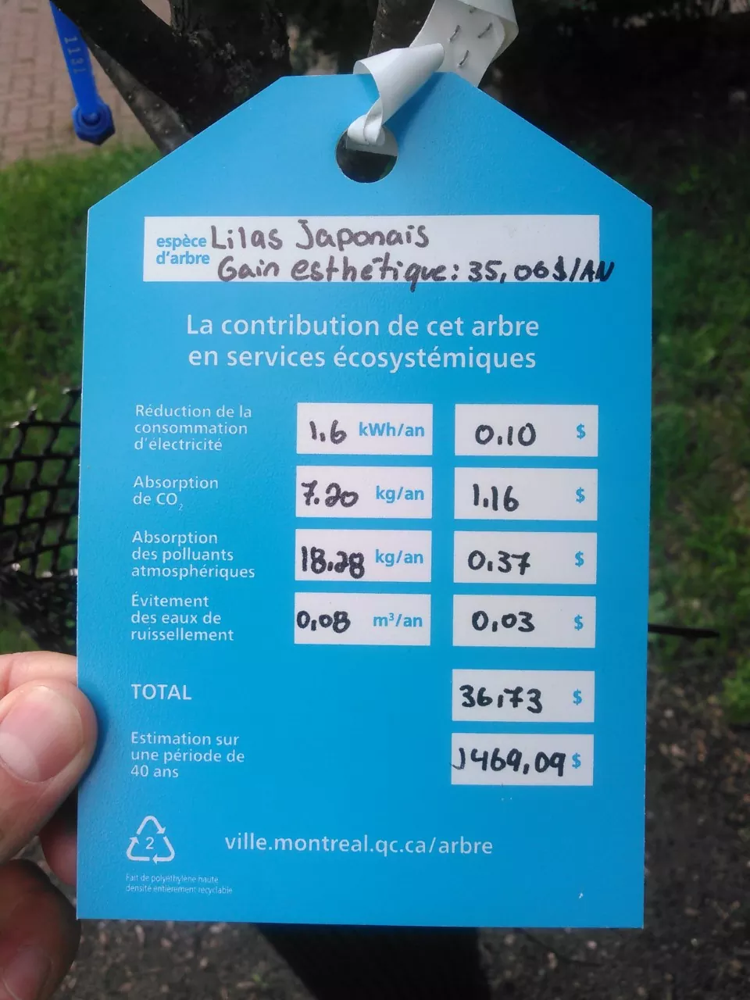 1131
espèce Lilas Japonais
d'arbre Gain esthétique: 35,06$/AN
La contribution de cet arbre
en services écosystémiques
Réduction de la
consommation
d'électricité
1.6 kWh/an 0.10 $
Absorption
de CO₂
7.20 kg/an 1.16 $
Absorption
des polluants
atmosphériques
18.28 kg/an 0.37 $
Évitement
des eaux de
ruissellement
0,08 m³/an 0,03 $
TOTAL 36,73 $
Estimation sur
une période de
40 ans
1469,09 $
2
ville.montreal.qc.ca/arbre
Fait de polyéthylène haute
densité entièrement recyclable